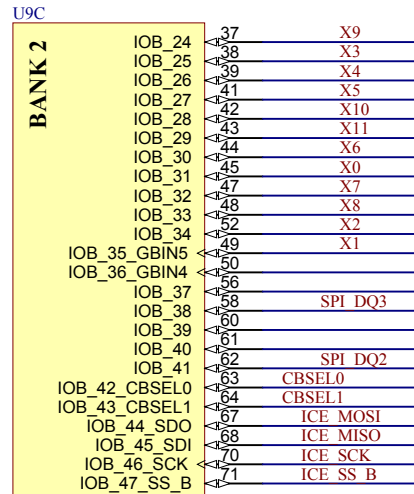 U9C
BANK 2
IOB_24 37 X9
IOB_25 38 X3
IOB_26 39 X4
IOB_27 41 X5
IOB_28 42 X10
IOB_29 43 X11
IOB_30 44 X6
IOB_31 45 X0
IOB_32 47 X7
IOB_33 48 X8
IOB_34 52 X2
IOB_35_GBIN5 49 X1
IOB_36_GBIN4 50
IOB_37 56
IOB_38 58 SPI_DQ3
IOB_39 60
IOB_40 61
IOB_41 62 SPI_DQ2
IOB_42_CBSEL0 63 CBSEL0
IOB_43_CBSEL1 64 CBSEL1
IOB_44_SDO 67 ICE_MOSI
IOB_45_SDI 68 ICE_MISO
IOB_46_SCK 70 ICE_SCK
IOB_47_SS_B 71 ICE_SS_B